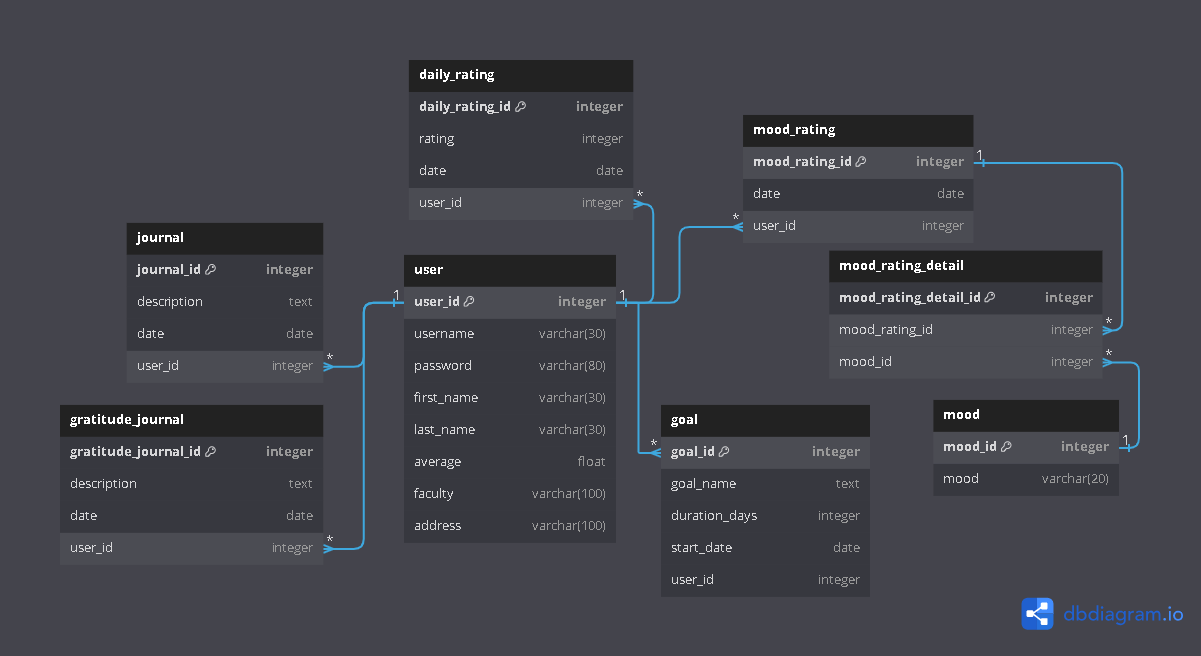 daily_rating
daily_rating_id integer
rating integer
date date
user_id integer
*
mood_rating
mood_rating_id integer
1
date date
*
user_id integer
journal
journal_id integer
description text
date date
user_id integer
*
user
1
user_id integer
1
username varchar(30)
password varchar(80)
first_name varchar(30)
last_name varchar(30)
average float
faculty varchar(100)
address varchar(100)
mood_rating_detail
mood_rating_detail_id integer
mood_rating_id integer
*
mood_id integer
*
gratitude_journal
gratitude_journal_id integer
description text
date date
user_id integer
*
goal
*
goal_id integer
goal_name text
duration_days integer
start_date date
user_id integer
mood
mood_id integer
1
mood varchar(20)
dbdiagram.io